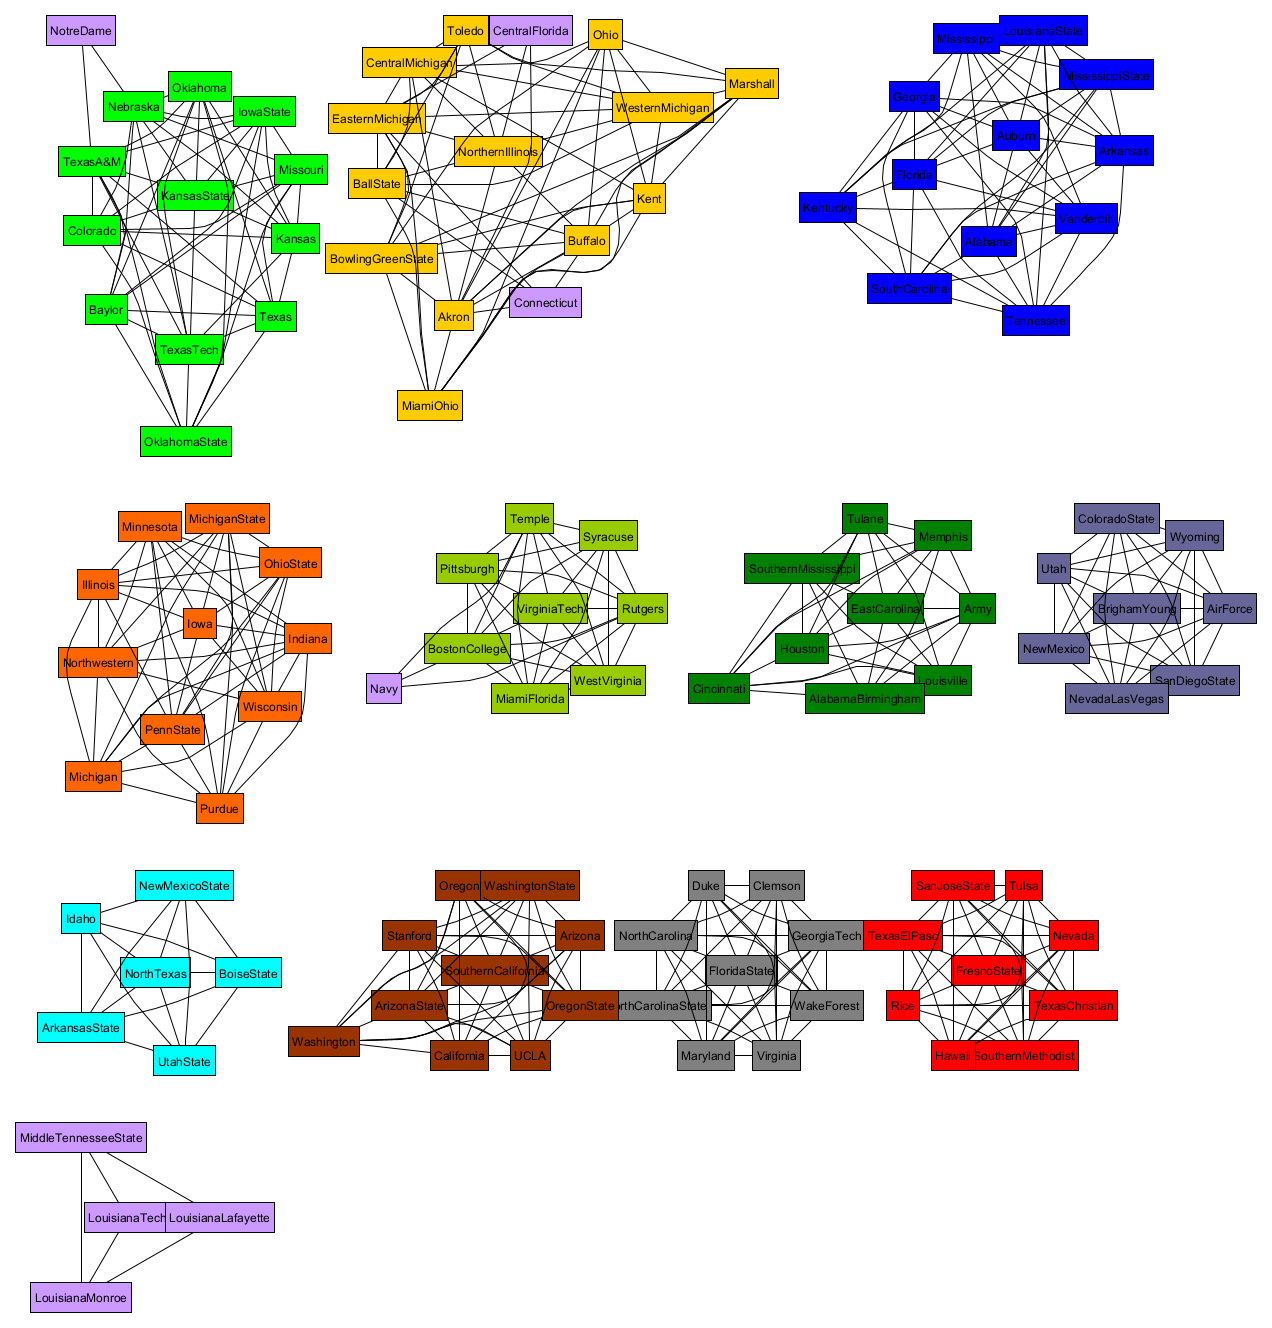 NotreDame
Oklahoma
Nebraska
IowaState
TexasA&M
Missouri
KansasState
Colorado
Kansas
Baylor
Texas
TexasTech
OklahomaState
Toledo
CentralFlorida
Ohio
CentralMichigan
Marshall
WesternMichigan
EasternMichigan
NorthernIllinois
BallState
Kent
Buffalo
BowlingGreenState
Connecticut
Akron
MiamiOhio
Mississippi
LouisianaState
MississippiState
Georgia
Auburn
Arkansas
Florida
Kentucky
Vanderbilt
Alabama
SouthCarolina
Tennessee
Minnesota
MichiganState
OhioState
Illinois
Iowa
Indiana
Northwestern
Wisconsin
PennState
Michigan
Purdue
Temple
Syracuse
Pittsburgh
VirginiaTech
Rutgers
BostonCollege
Navy
WestVirginia
MiamiFlorida
Tulane
Memphis
SouthernMississippi
EastCarolina
Army
Houston
Cincinnati
Louisville
AlabamaBirmingham
ColoradoState
Wyoming
Utah
BrighamYoung
AirForce
NewMexico
SanDiegoState
NevadaLasVegas
NewMexicoState
Idaho
NorthTexas
BoiseState
ArkansasState
UtahState
Oregon
WashingtonState
Stanford
Arizona
SouthernCalifornia
ArizonaState
OregonState
Washington
California
UCLA
Duke
Clemson
NorthCarolina
GeorgiaTech
FloridaState
rthCarolinaState
WakeForest
Maryland
Virginia
SanJoseState
Tulsa
TexasElPaso
Nevada
FresnoState
Rice
TexasChristian
Hawaii
SouthernMethodist
MiddleTennesseeState
LouisianaTech
LouisianaLafayette
LouisianaMonroe